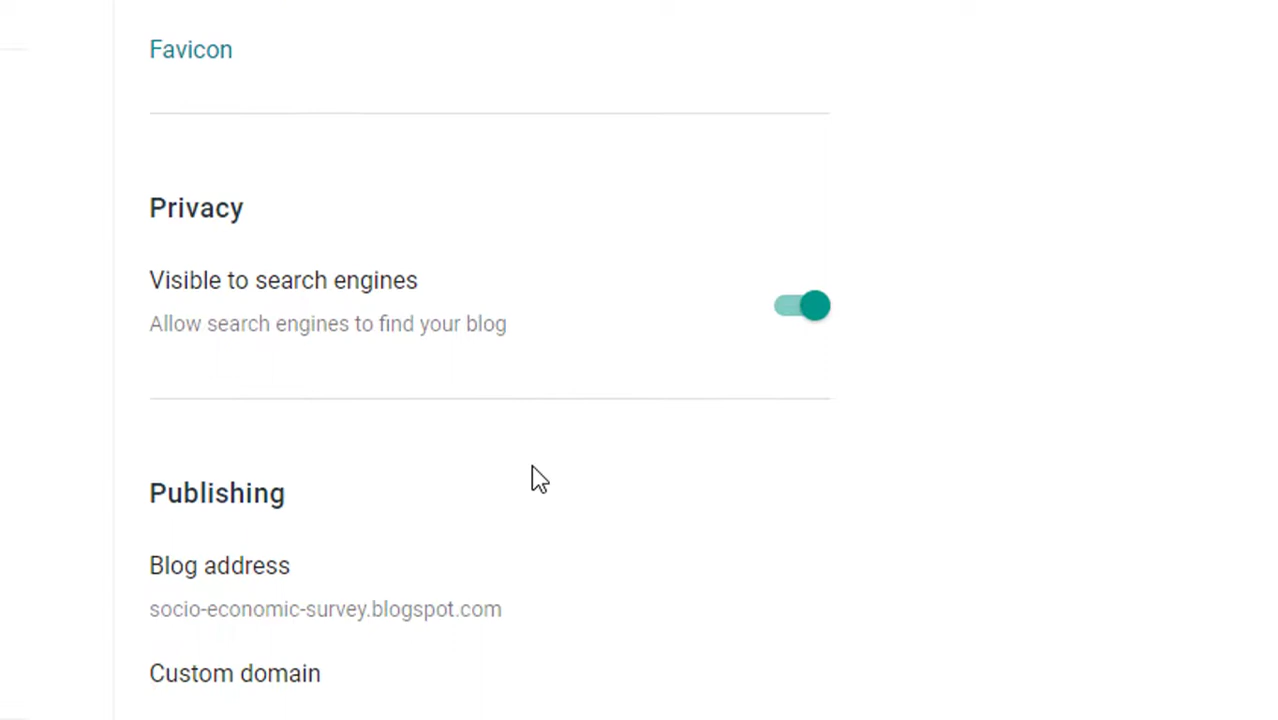 Favicon
Privacy
Visible to search engines
Allow search engines to find your blog
Publishing
Blog address
socio-economic-survey.blogspot.com
Custom domain